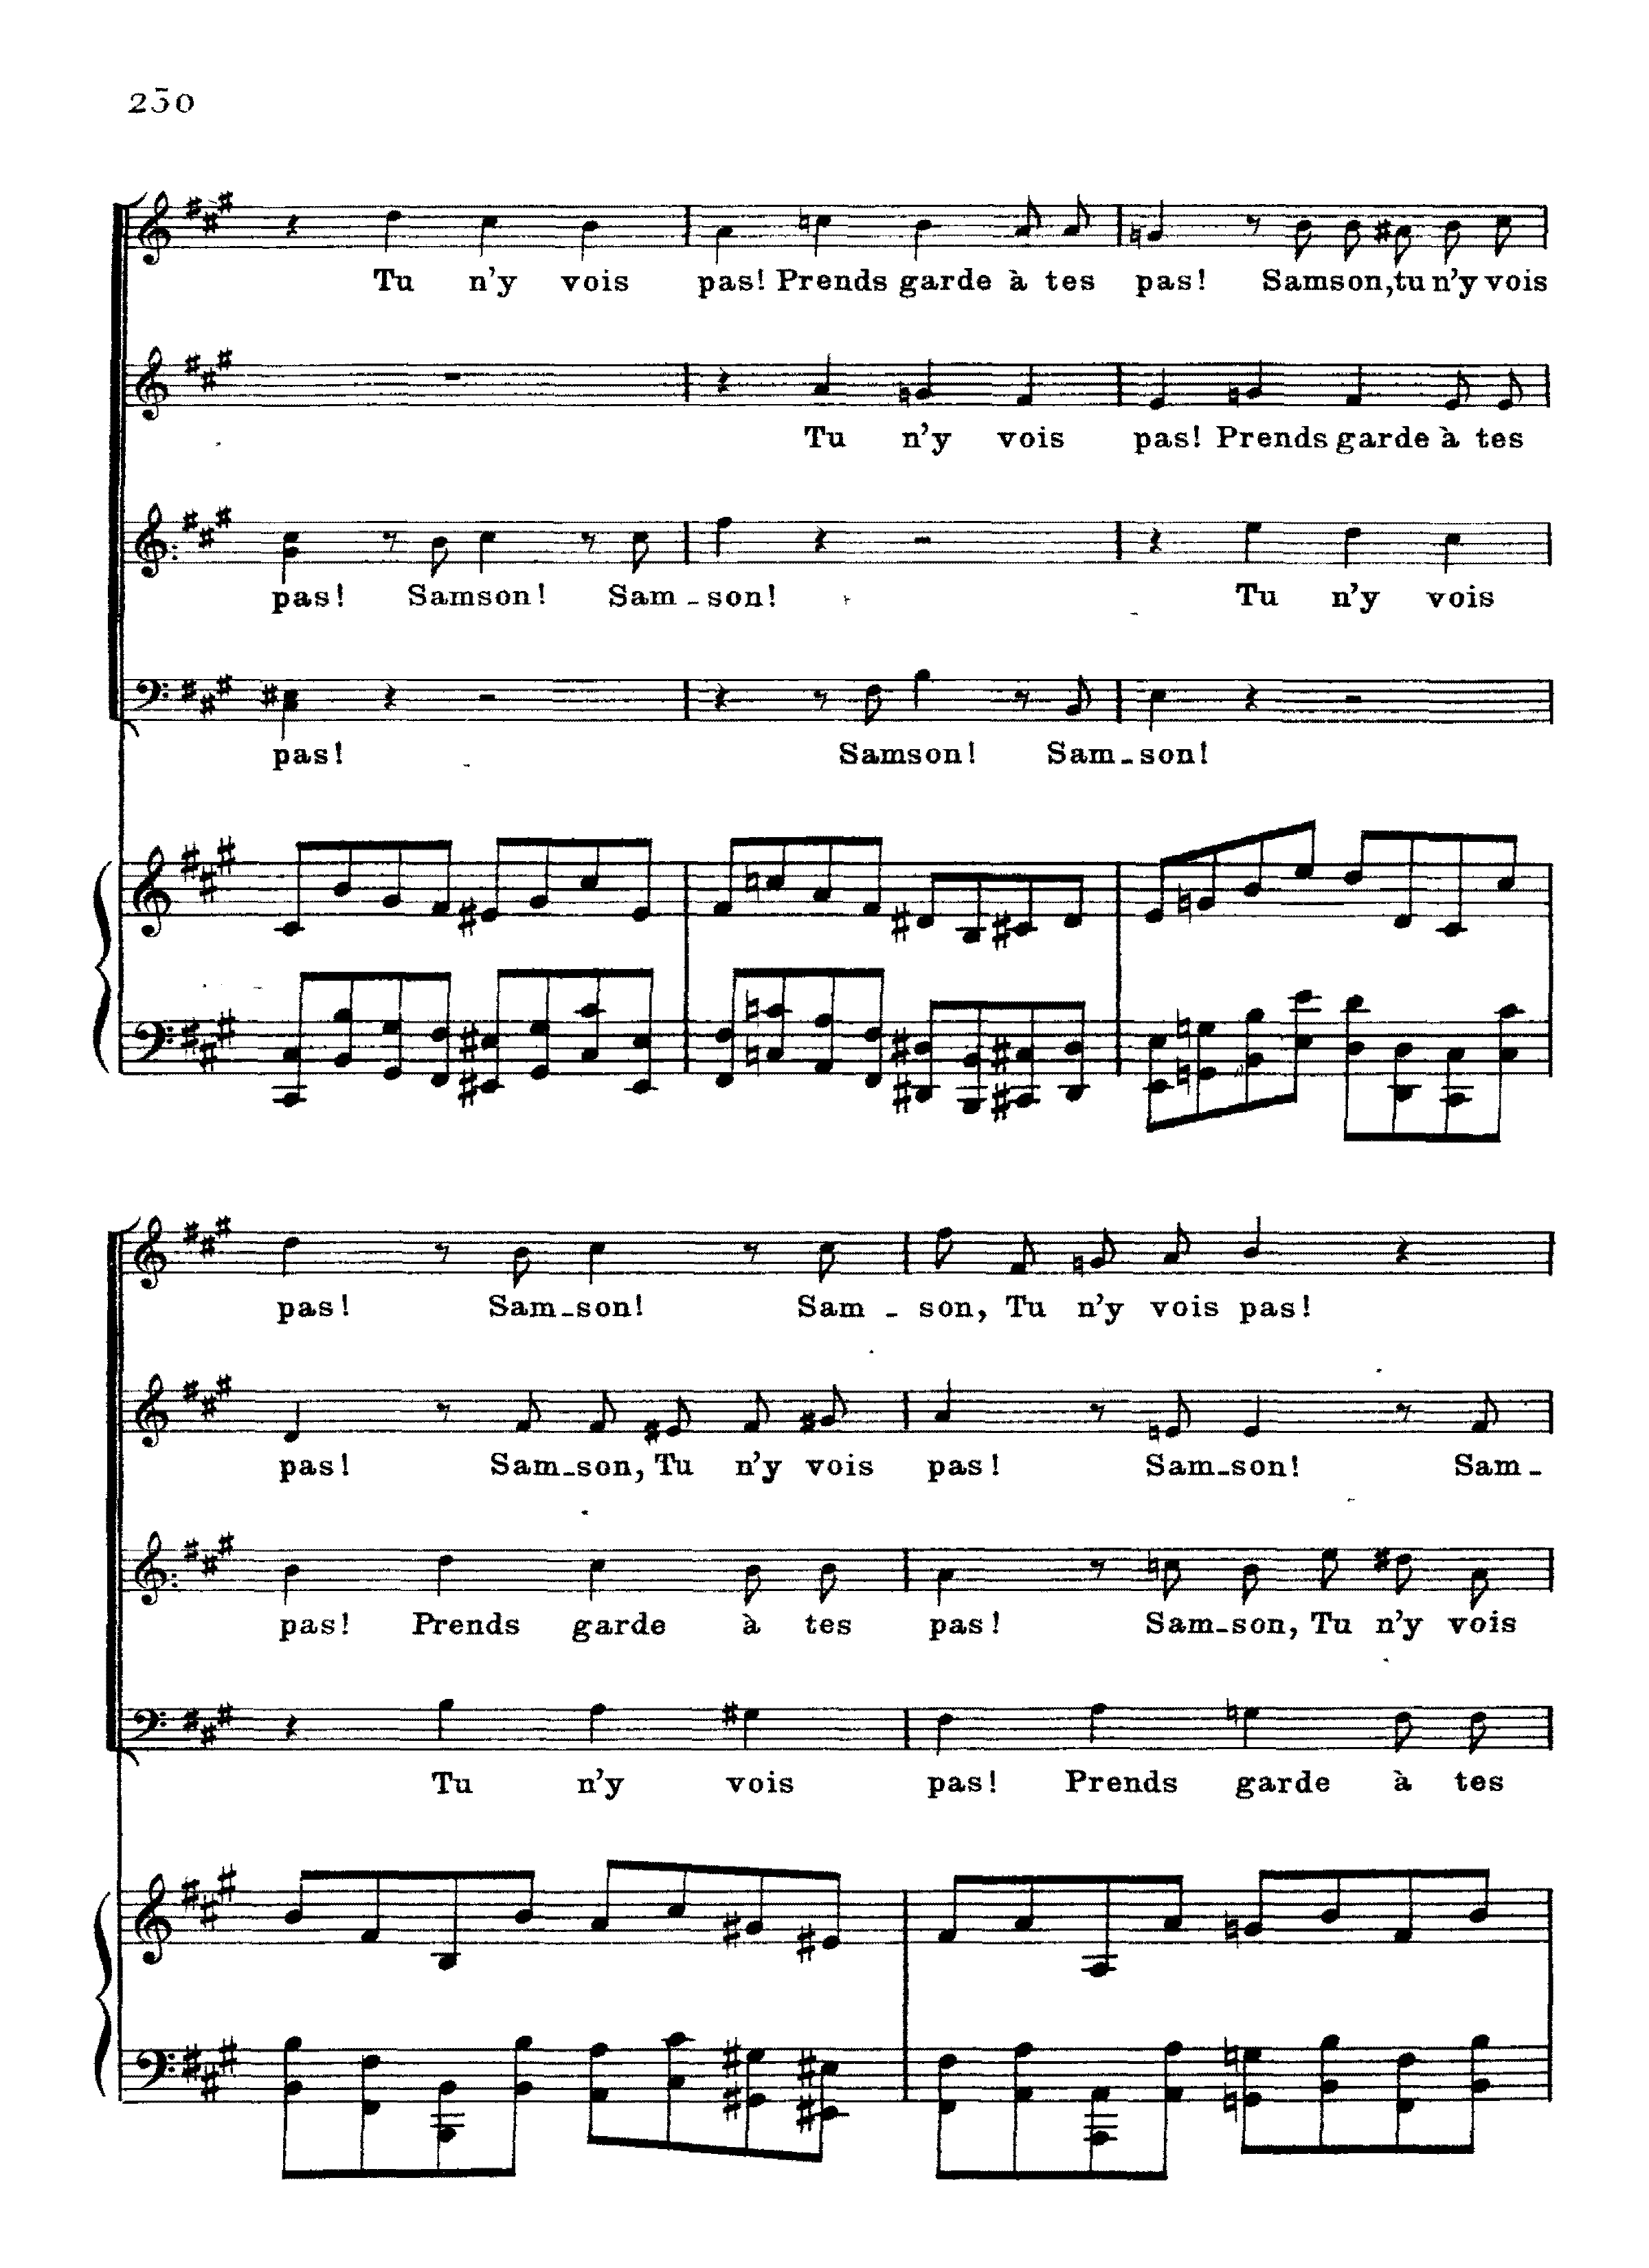 230
Tu n'y vois pas! Prends garde à tes pas! Samson, tu n'y vois
Tu n'y vois pas! Prends garde à tes
pas! Samson! Sam-son! Tu n'y vois
pas! Samson! Sam-son!
pas! Sam-son! Sam-son, Tu n'y vois pas!
pas! Sam-son, Tu n'y vois pas! Sam-son! Sam-
pas! Prends garde à tes pas! Sam-son, Tu n'y vois
Tu n'y vois pas! Prends garde à tes